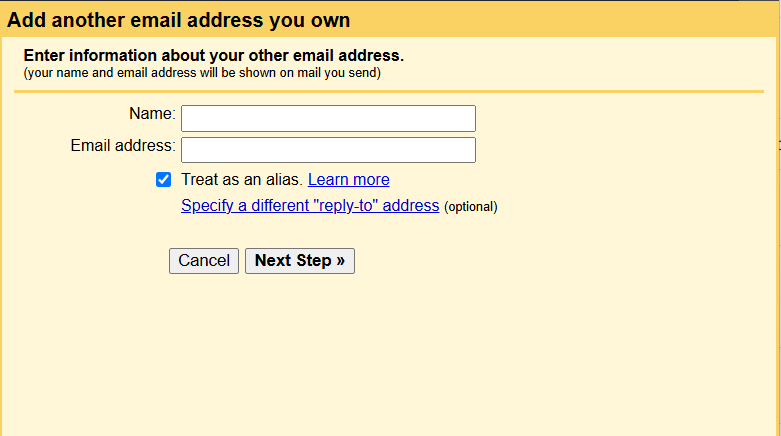 Add another email address you own
Enter information about your other email address.
(your name and email address will be shown on mail you send)
Name:
Email address:
Treat as an alias. Learn more
Specify a different "reply-to" address (optional)
Cancel Next Step »